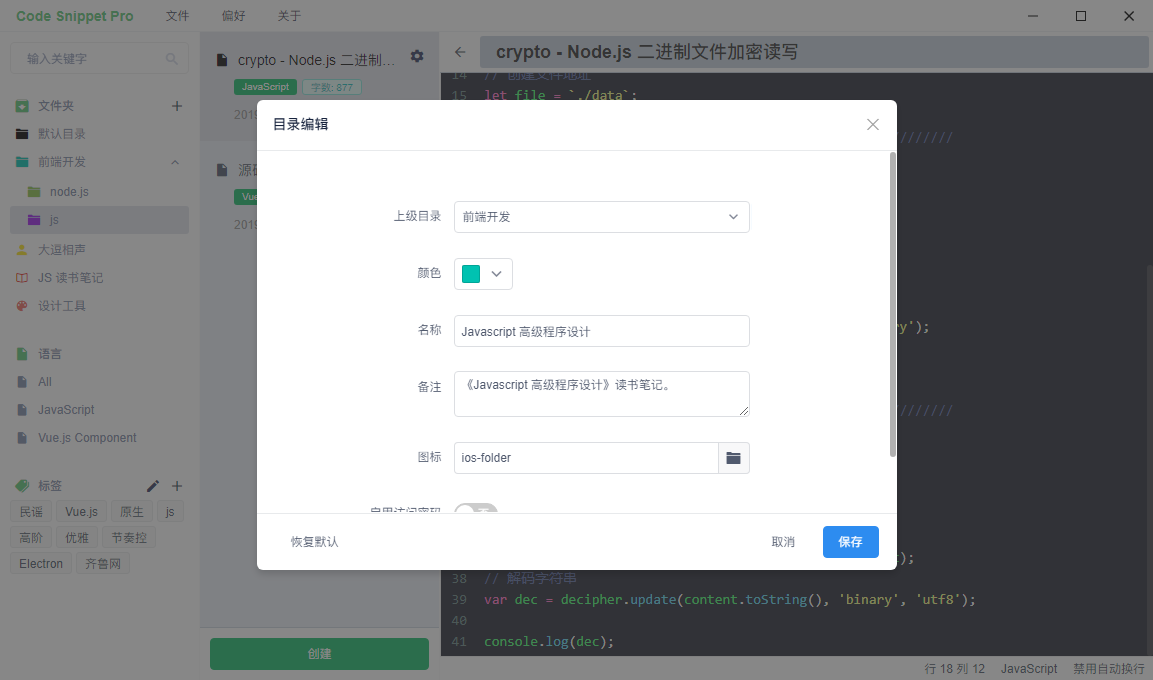 Code Snippet Pro 文件 偏好 关于
输入关键字
文件夹
默认目录
前端开发
node.js
js
大逗相声
JS 读书笔记
设计工具
语言
All
JavaScript
Vue.js Component
标签
民谣 Vue.js 原生 js
高阶 优雅 节奏控
Electron 齐鲁网
crypto - Node.js 二进制...
JavaScript 字数: 877
2019
源码
Vue
2019
创建
crypto - Node.js 二进制文件加密读写
14 // 创建文件地址
15 let file = `./data`;
///////
y');
///////
);
38 // 解码字符串
39 var dec = decipher.update(content.toString(), 'binary', 'utf8');
40
41 console.log(dec);
行 18 列 12 JavaScript 禁用自动换行
目录编辑
上级目录 前端开发
颜色
名称 Javascript 高级程序设计
备注 《Javascript 高级程序设计》读书笔记。
图标 ios-folder
启用访问密码 否
恢复默认 取消 保存